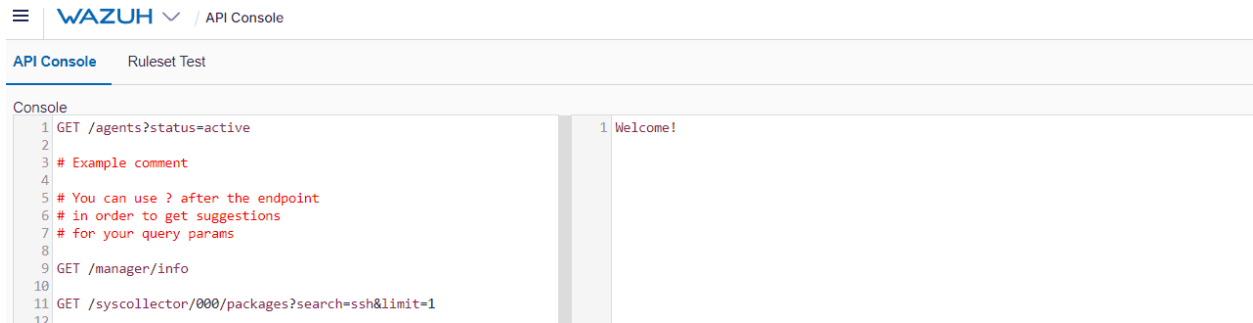 WAZUH / API Console
API Console Ruleset Test
Console
1 GET /agents?status=active
2
3 # Example comment
4
5 # You can use ? after the endpoint
6 # in order to get suggestions
7 # for your query params
8
9 GET /manager/info
10
11 GET /syscollector/000/packages?search=ssh&limit=1
12
1 Welcome!